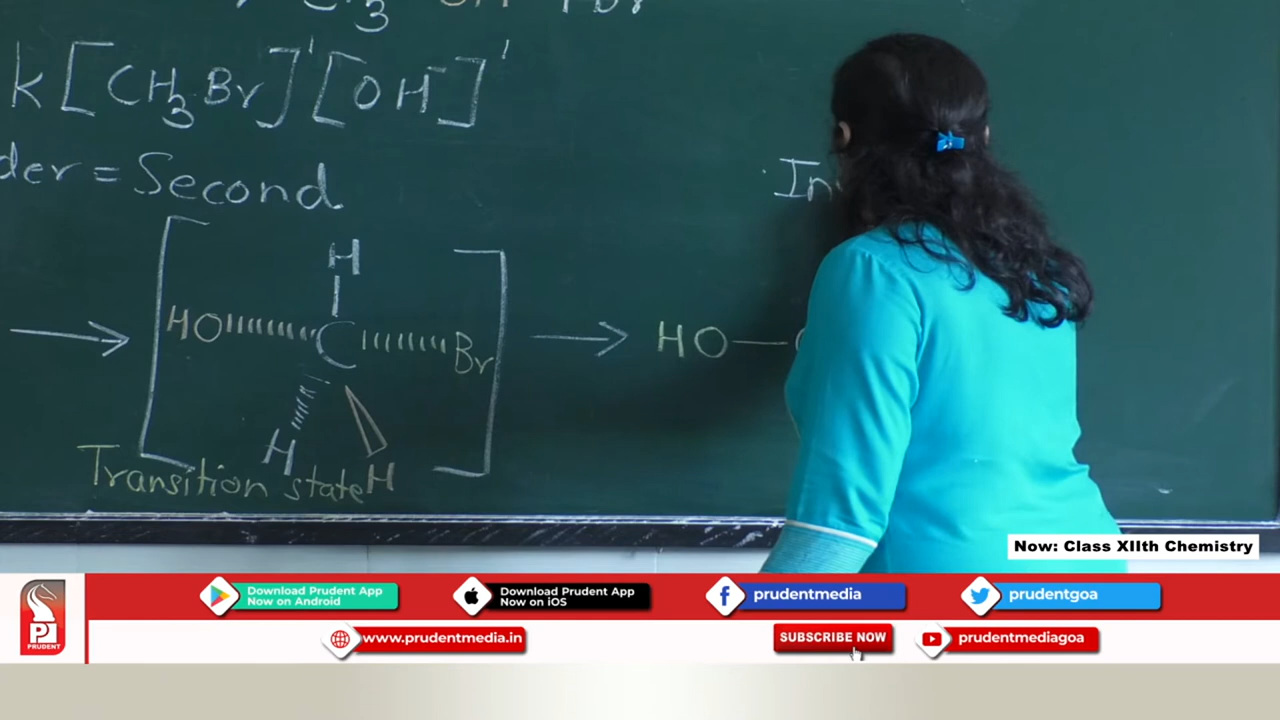 k[CH₃Br]'[OH⁻]'
der = Second
H
HO C Br
H H
Transition state
HO —
In
Now: Class XIIth Chemistry
Download Prudent App
Now on Android
Download Prudent App
Now on iOS
prudentmedia
prudentgoa
PRUDENT
www.prudentmedia.in
SUBSCRIBE NOW
prudentmediagoa